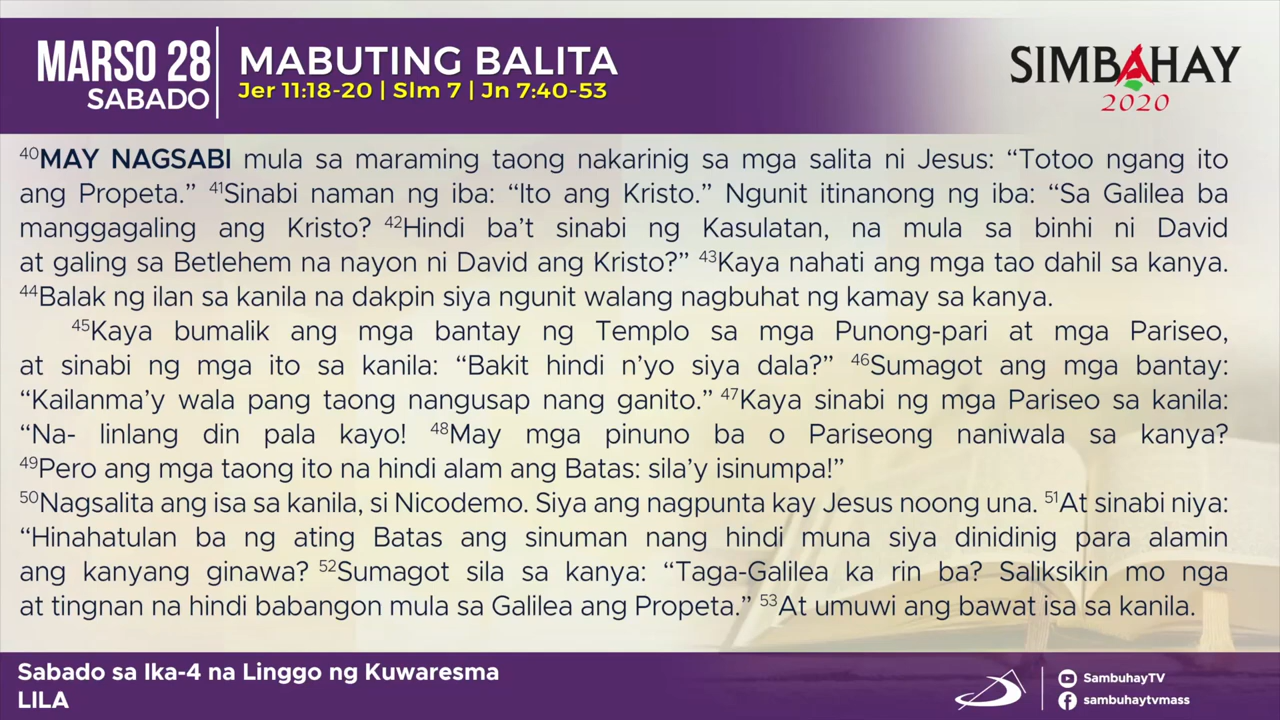 MARSO 28
SABADO
MABUTING BALITA
Jer 11:18-20 | Slm 7 | Jn 7:40-53
SIMBAHAY
2020
⁴⁰MAY NAGSABI mula sa maraming taong nakarinig sa mga salita ni Jesus: “Totoo ngang ito
ang Propeta.” ⁴¹Sinabi naman ng iba: “Ito ang Kristo.” Ngunit itinanong ng iba: “Sa Galilea ba
manggagaling ang Kristo? ⁴²Hindi ba’t sinabi ng Kasulatan, na mula sa binhi ni David
at galing sa Betlehem na nayon ni David ang Kristo?” ⁴³Kaya nahati ang mga tao dahil sa kanya.
⁴⁴Balak ng ilan sa kanila na dakpin siya ngunit walang nagbuhat ng kamay sa kanya.
⁴⁵Kaya bumalik ang mga bantay ng Templo sa mga Punong-pari at mga Pariseo,
at sinabi ng mga ito sa kanila: “Bakit hindi n’yo siya dala?” ⁴⁶Sumagot ang mga bantay:
“Kailanma’y wala pang taong nangusap nang ganito.” ⁴⁷Kaya sinabi ng mga Pariseo sa kanila:
“Na- linlang din pala kayo! ⁴⁸May mga pinuno ba o Pariseong naniwala sa kanya?
⁴⁹Pero ang mga taong ito na hindi alam ang Batas: sila’y isinumpa!”
⁵⁰Nagsalita ang isa sa kanila, si Nicodemo. Siya ang nagpunta kay Jesus noong una. ⁵¹At sinabi niya:
“Hinahatulan ba ng ating Batas ang sinuman nang hindi muna siya dinidinig para alamin
ang kanyang ginawa? ⁵²Sumagot sila sa kanya: “Taga-Galilea ka rin ba? Saliksikin mo nga
at tingnan na hindi babangon mula sa Galilea ang Propeta.” ⁵³At umuwi ang bawat isa sa kanila.
Sabado sa Ika-4 na Linggo ng Kuwaresma
LILA
SambuhayTV
sambuhaytvmass